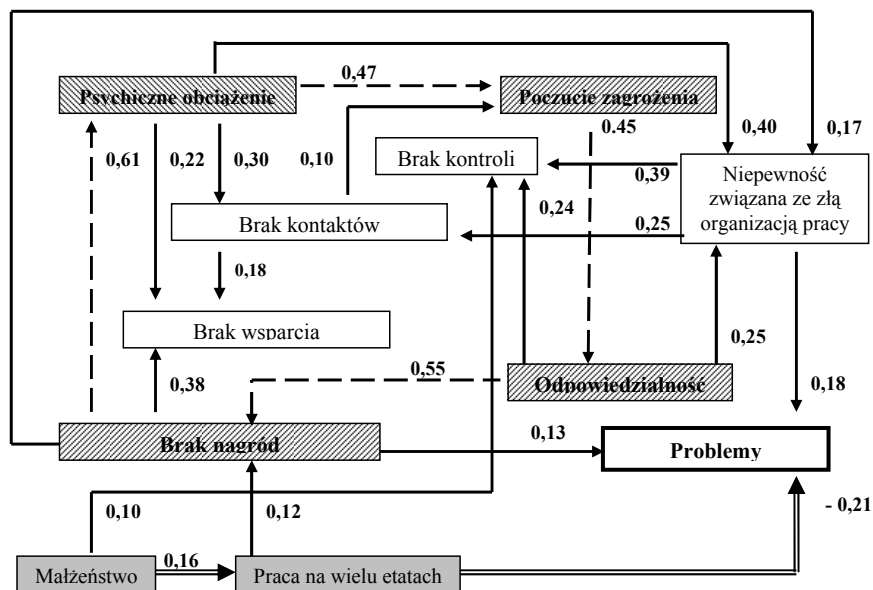 0,47
Psychiczne obciążenie
Poczucie zagrożenia
0,61
0,22
0,30
0,10
0.45
0,40
0,17
Brak kontroli
0,39
Niepewność
związana ze złą
organizacją pracy
0,24
Brak kontaktów
0,25
0,18
Brak wsparcia
0,25
0,38
0,55
Odpowiedzialność
0,18
Brak nagród
0,13
Problemy
0,10
0,12
- 0,21
Małżeństwo
0,16
Praca na wielu etatach